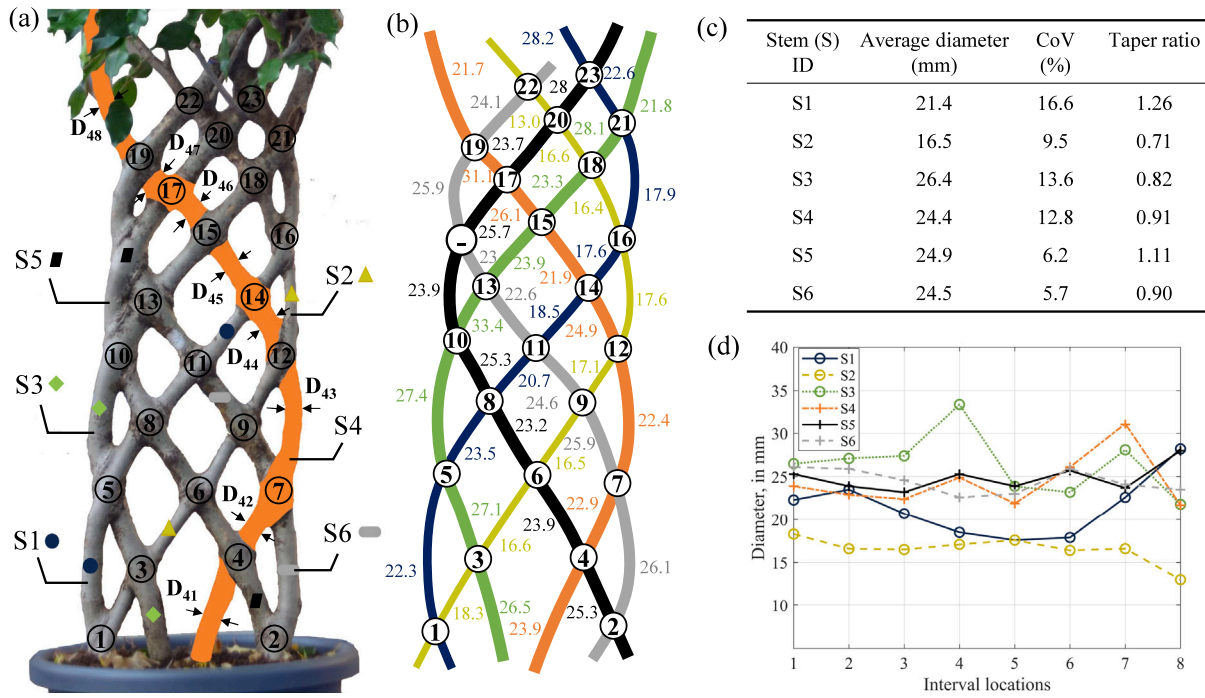 (a)
22
23
D48
20
21
D47
19
D46
18
17
15
16
S5
S2
D45
14
13
10
11
12
D44
D43
S3
8
9
S4
5
6
D42
7
S6
S1
3
4
D41
1
2
(b)
28.2
21.7
23
22.6
22
28
24.1
13.0
20
28.1
21
21.8
19
23.7
16.6
18
31.1
17
23.3
25.9
26.1
15
16.4
17.9
-
25.7
17.6
16
23
23.9
21.9
13
14
23.9
22.6
18.5
17.6
33.4
24.9
10
11
12
25.3
17.1
20.7
27.4
8
24.6
9
22.4
23.2
23.5
25.9
5
16.5
6
7
27.1
22.9
23.9
16.6
3
4
22.3
26.1
26.5
18.3
25.3
1
23.9
2
(c)
Stem (S) Average diameter CoV Taper ratio
ID (mm) (%)
S1 21.4 16.6 1.26
S2 16.5 9.5 0.71
S3 26.4 13.6 0.82
S4 24.4 12.8 0.91
S5 24.9 6.2 1.11
S6 24.5 5.7 0.90
(d)
Diameter, in mm
40
35
30
25
20
15
10
S1
S2
S3
S4
S5
S6
1 2 3 4 5 6 7 8
Interval locations